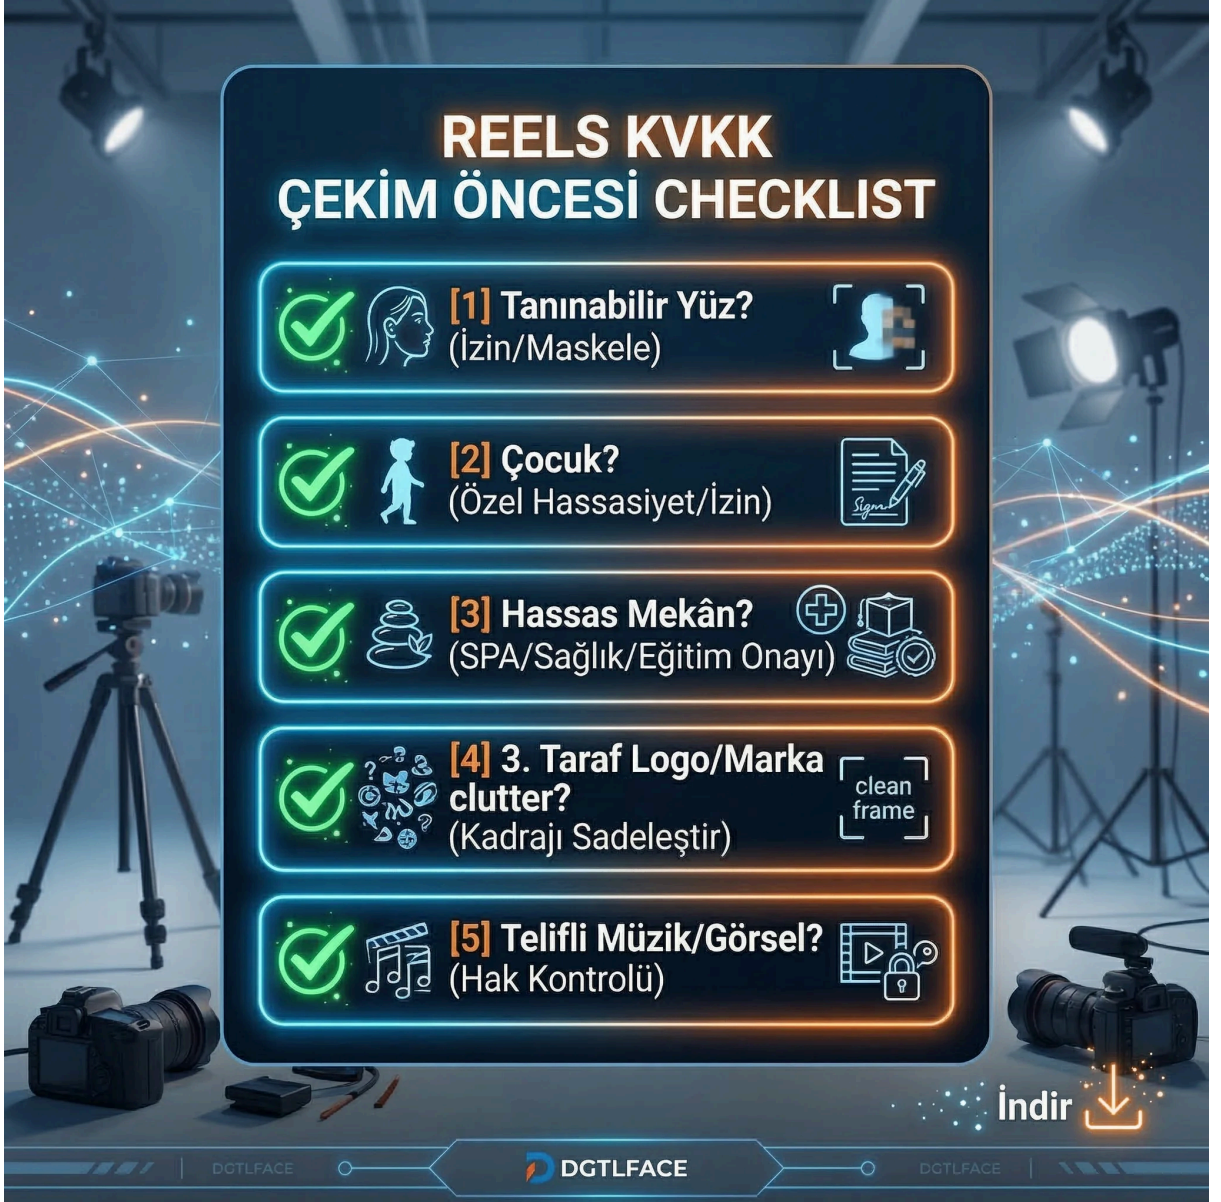 REELS KVKK
ÇEKİM ÖNCESİ CHECKLIST
[1] Tanınabilir Yüz?
(İzin/Maskele)
[2] Çocuk?
(Özel Hassasiyet/İzin)
Sign
[3] Hassas Mekân?
(SPA/Sağlık/Eğitim Onayı)
[4] 3. Taraf Logo/Marka
clutter?
(Kadrajı Sadeleştir)
clean
frame
[5] Telifli Müzik/Görsel?
(Hak Kontrolü)
İndir
DGTLFACE
DGTLFACE
DGTLFACE